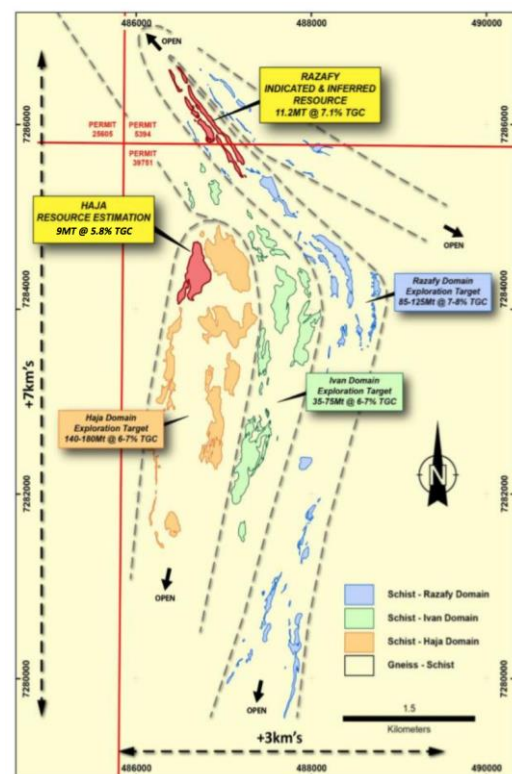 486000
488000
490000
OPEN
RAZAFY
INDICATED & INFERRED
RESOURCE
11.2MT @ 7.1% TGC
7286000
7286000
PERMIT
25605
PERMIT
5394
PERMIT
39751
HAJA
RESOURCE ESTIMATION
9MT @ 5.8% TGC
OPEN
7284000
7284000
Razafy Domain
Exploration Target
85-125Mt @ 7-8% TGC
+7km's
Ivan Domain
Exploration Target
35-75Mt @ 6-7% TGC
Haja Domain
Exploration Target
140-180Mt @ 6-7% TGC
N
7282000
7282000
OPEN
Schist - Razafy Domain
Schist - Ivan Domain
Schist - Haja Domain
Gneiss - Schist
7280000
7280000
OPEN
1.5
Kilometers
+3km's
486000
488000
490000